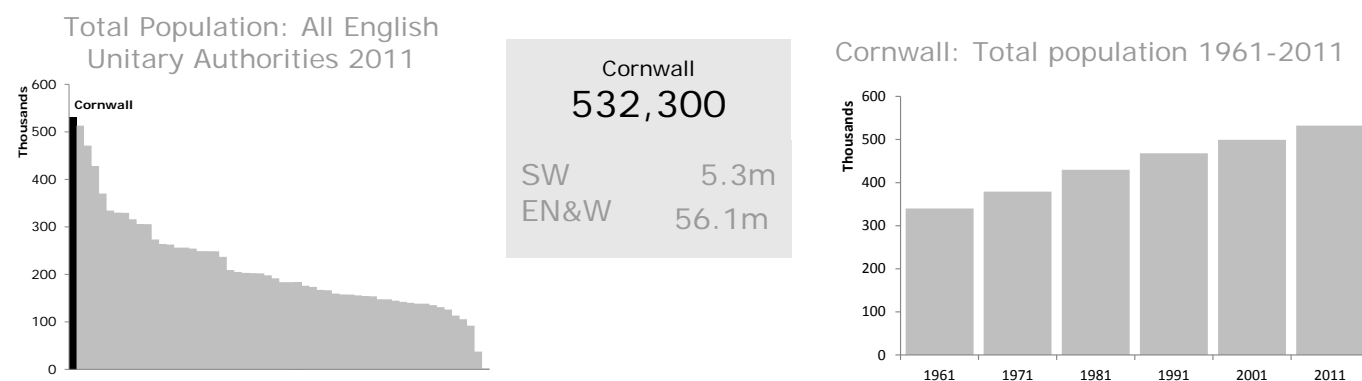 Total Population: All English
Unitary Authorities 2011
Thousands
600
500
400
300
200
100
0
Cornwall
Cornwall
532,300
SW 5.3m
EN&W 56.1m
Cornwall: Total population 1961-2011
Thousands
600
500
400
300
200
100
0
1961 1971 1981 1991 2001 2011